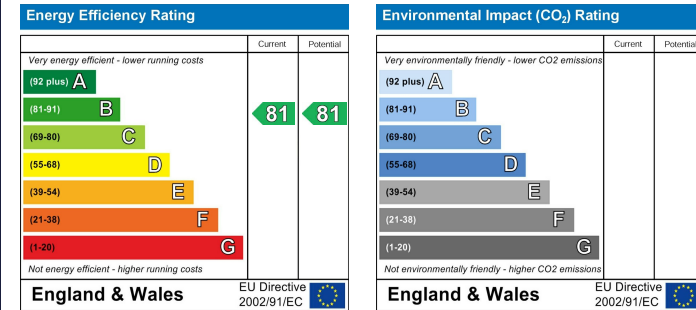 Energy Efficiency Rating
Current Potential
Very energy efficient - lower running costs
(92 plus) A
(81-91) B
81 81
(69-80) C
(55-68) D
(39-54) E
(21-38) F
(1-20) G
Not energy efficient - higher running costs
England & Wales
EU Directive
2002/91/EC
Environmental Impact (CO₂) Rating
Current Potential
Very environmentally friendly - lower CO2 emissions
(92 plus) A
(81-91) B
(69-80) C
(55-68) D
(39-54) E
(21-38) F
(1-20) G
Not environmentally friendly - higher CO2 emissions
England & Wales
EU Directive
2002/91/EC